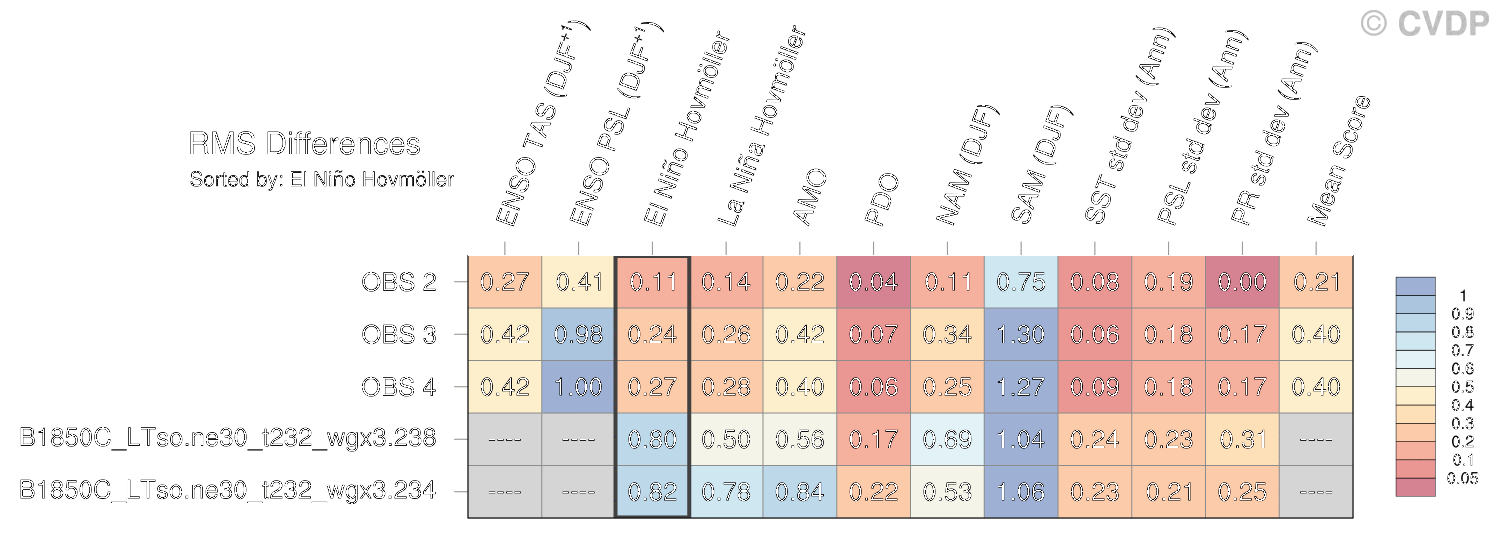 © CVDP
RMS Differences
Sorted by: El Niño Hovmöller
ENSO TAS (DJF+1)
ENSO PSL (DJF+1)
El Niño Hovmöller
La Niña Hovmöller
AMO
PDO
NAM (DJF)
SAM (DJF)
SST std dev (Ann)
PSL std dev (Ann)
PR std dev (Ann)
Mean Score
OBS 2 0.27 0.41 0.11 0.14 0.22 0.04 0.11 0.75 0.08 0.19 0.00 0.21
OBS 3 0.42 0.98 0.24 0.26 0.42 0.07 0.34 1.30 0.06 0.18 0.17 0.40
OBS 4 0.42 1.00 0.27 0.28 0.40 0.06 0.25 1.27 0.09 0.18 0.17 0.40
B1850C_LTso.ne30_t232_wgx3.238 ---- ---- 0.80 0.50 0.56 0.17 0.69 1.04 0.24 0.23 0.31 ----
B1850C_LTso.ne30_t232_wgx3.234 ---- ---- 0.82 0.78 0.84 0.22 0.53 1.06 0.23 0.21 0.25 ----
1
0.9
0.8
0.7
0.6
0.5
0.4
0.3
0.2
0.1
0.05